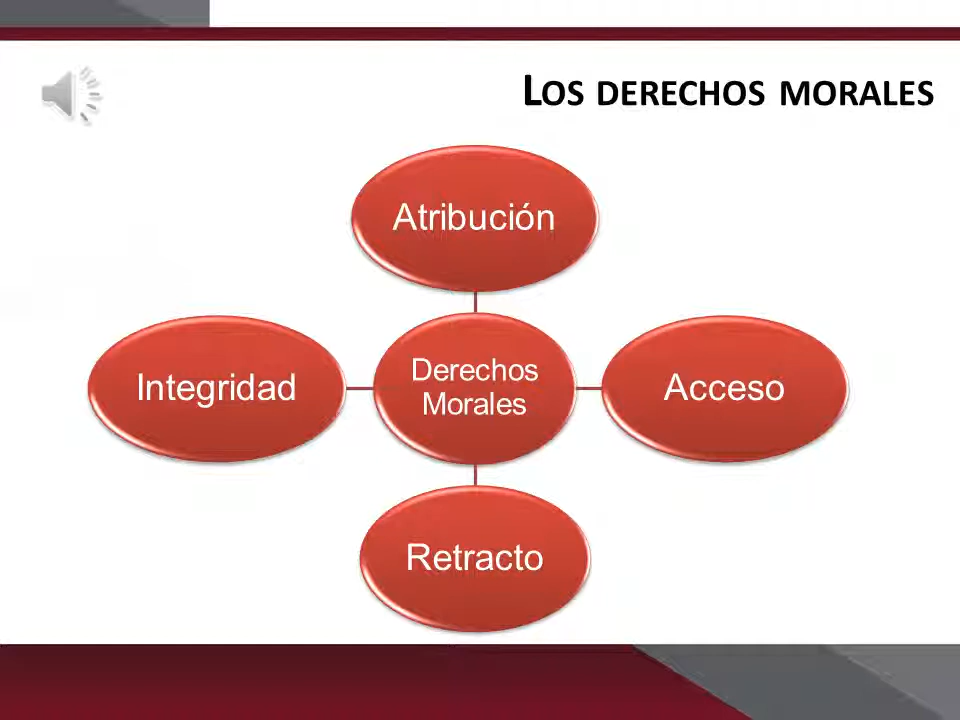 Los derechos morales
Atribución
Integridad
Derechos
Morales
Acceso
Retracto